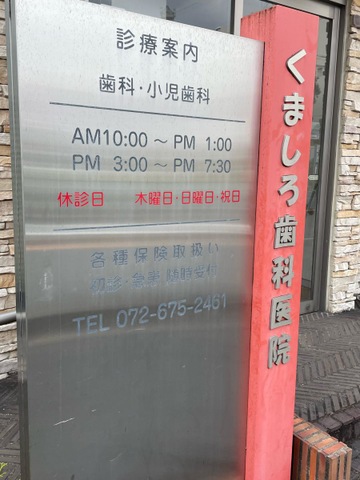 診療案内
歯科・小児歯科
AM10:00 ～ PM 1:00
PM 3:00 ～ PM 7:30
休診日 木曜日・日曜日・祝日
各種保険取扱い
初診・急患 随時受付
TEL 072-675-2461
くましろ歯科医院